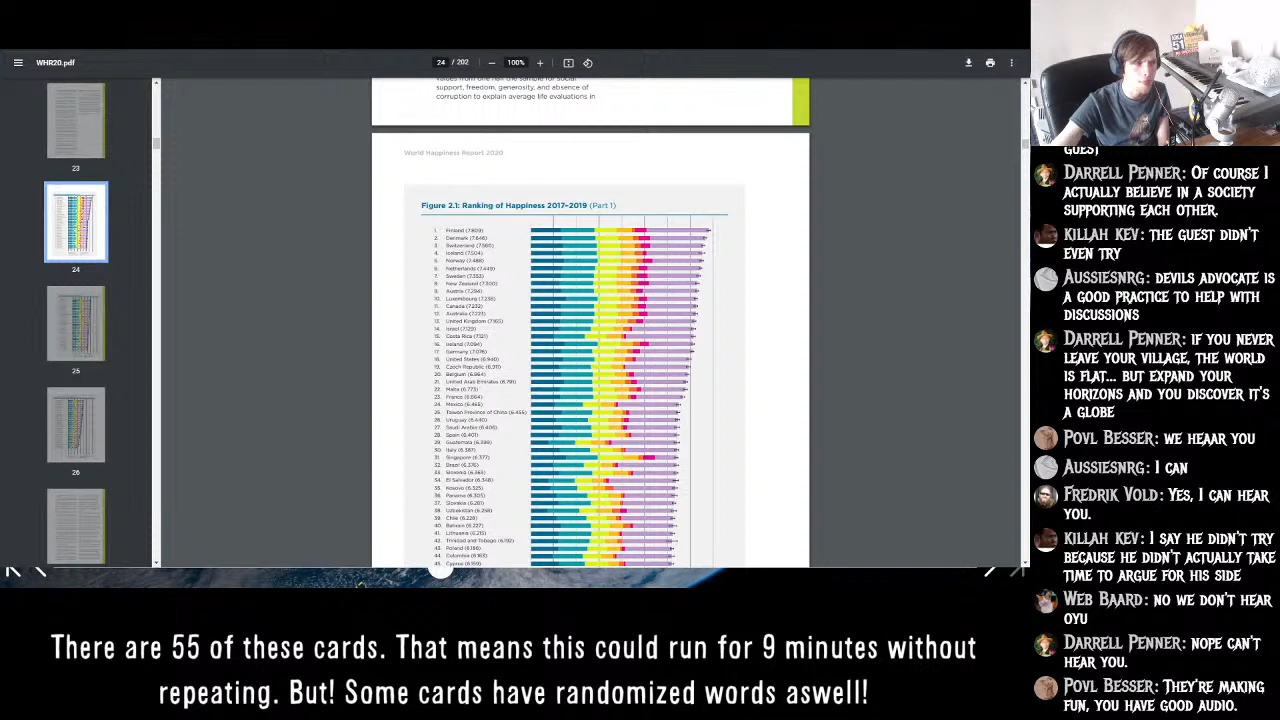 WHR20.pdf
24 / 202
100%
values from one half the sample for social
support, freedom, generosity, and absence of
corruption to explain average life evaluations in
World Happiness Report 2020
Figure 2.1: Ranking of Happiness 2017–2019 (Part 1)
1. Finland (7.809)
2. Denmark (7.646)
3. Switzerland (7.560)
4. Iceland (7.504)
5. Norway (7.488)
6. Netherlands (7.449)
7. Sweden (7.353)
8. New Zealand (7.300)
9. Austria (7.294)
10. Luxembourg (7.238)
11. Canada (7.232)
12. Australia (7.223)
13. United Kingdom (7.165)
14. Israel (7.129)
15. Costa Rica (7.121)
16. Ireland (7.094)
17. Germany (7.076)
18. United States (6.940)
19. Czech Republic (6.911)
20. Belgium (6.864)
21. United Arab Emirates (6.791)
22. Malta (6.773)
23. France (6.664)
24. Mexico (6.465)
25. Taiwan Province of China (6.455)
26. Uruguay (6.440)
27. Saudi Arabia (6.406)
28. Spain (6.401)
29. Guatemala (6.399)
30. Italy (6.387)
31. Singapore (6.377)
32. Brazil (6.376)
33. Slovenia (6.363)
34. El Salvador (6.348)
35. Kosovo (6.325)
36. Panama (6.305)
37. Slovakia (6.281)
38. Uzbekistan (6.258)
39. Chile (6.228)
40. Bahrain (6.227)
41. Lithuania (6.215)
42. Trinidad and Tobago (6.192)
43. Poland (6.186)
44. Colombia (6.163)
45. Cyprus (6.159)
23
24
25
26
There are 55 of these cards. That means this could run for 9 minutes without
repeating. But! Some cards have randomized words aswell!
GUEST
DARRELL PENNER: OF COURSE I
ACTUALLY BELIEVE IN A SOCIETY
SUPPORTING EACH OTHER.
KILLAH KEV: THE GUEST DIDN'T
EVEN TRY
AUSSIESNRG: DEVILS ADVOCATE IS
GOOD PRACTICE TO HELP WITH
DISCUSSIONS
DARRELL PENNER: IF YOU NEVER
LEAVE YOUR VILLAGE, THE WORLD
IS FLAT... BUT EXPAND YOUR
HORIZONS AND YOU DISCOVER IT'S
A GLOBE
POVL BESSER: WE HEAAR YOU
AUSSIESNRG: I CAN
FREDRIK VOLD: YES, I CAN HEAR
YOU.
KILLAH KEV: I SAY HE DIDN'T TRY
BECAUSE HE DIDN'T ACTUALLY TAKE
TIME TO ARGUE FOR HIS SIDE
WEB BAARD: NO WE DON'T HEAR
OYU
DARRELL PENNER: NOPE CAN'T
HEAR YOU.
POVL BESSER: THEY'RE MAKING
FUN, YOU HAVE GOOD AUDIO.